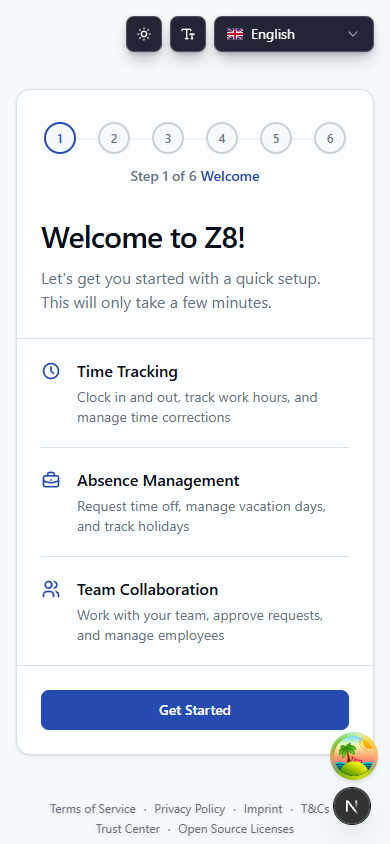 English
1 2 3 4 5 6
Step 1 of 6 Welcome
Welcome to Z8!
Let's get you started with a quick setup.
This will only take a few minutes.
Time Tracking
Clock in and out, track work hours, and
manage time corrections
Absence Management
Request time off, manage vacation days,
and track holidays
Team Collaboration
Work with your team, approve requests,
and manage employees
Get Started
Terms of Service · Privacy Policy · Imprint · T&Cs
N
Trust Center · Open Source Licenses